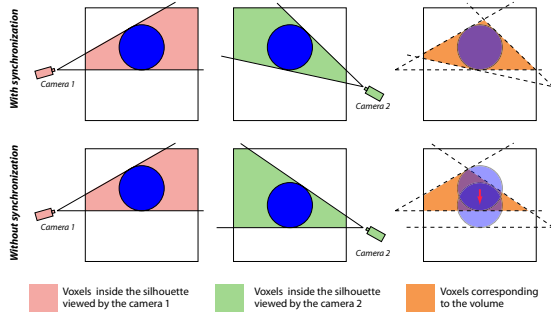 With synchronization
Camera 1
Camera 2
Without synchronization
Camera 1
Camera 2
Voxels inside the silhouette
viewed by the camera 1
Voxels inside the silhouette
viewed by the camera 2
Voxels corresponding
to the volume